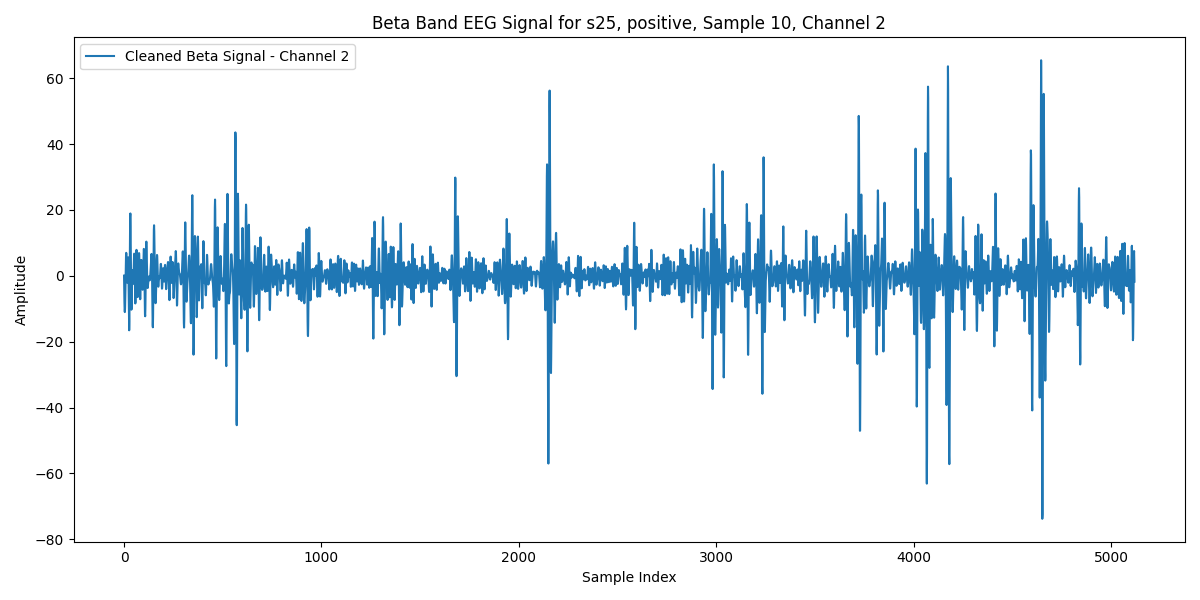 Beta Band EEG Signal for s25, positive, Sample 10, Channel 2
Cleaned Beta Signal - Channel 2
Amplitude
60
40
20
0
−20
−40
−60
−80
0 1000 2000 3000 4000 5000
Sample Index